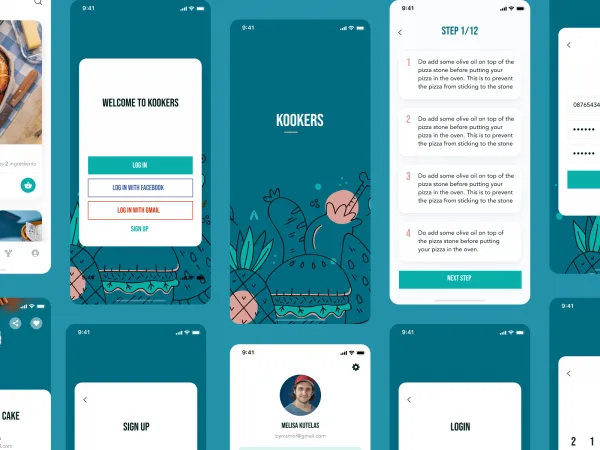 9:41
WELCOME TO KOOKERS
LOG IN
LOG IN WITH FACEBOOK
LOG IN WITH GMAIL
SIGN UP
9:41
KOOKERS
9:41
STEP 1/12
1 Do add some olive oil on top of the
pizza stone before putting your
pizza in the oven. This is to prevent
the pizza from sticking to the stone
2 Do add some olive oil on top of the
pizza stone before putting your
pizza in the oven. This is to prevent
the pizza from sticking to the stone
3 Do add some olive oil on top of the
pizza stone before putting your
pizza in the oven. This is to prevent
the pizza from sticking to the stone
4 Do add some olive oil on top of
the pizza stone before putting
your pizza in the oven.
NEXT STEP
08765434
2 ingredients
CAKE
9:41
SIGN UP
9:41
MELISA KUTELAS
9:41
LOGIN
9:41
2 1